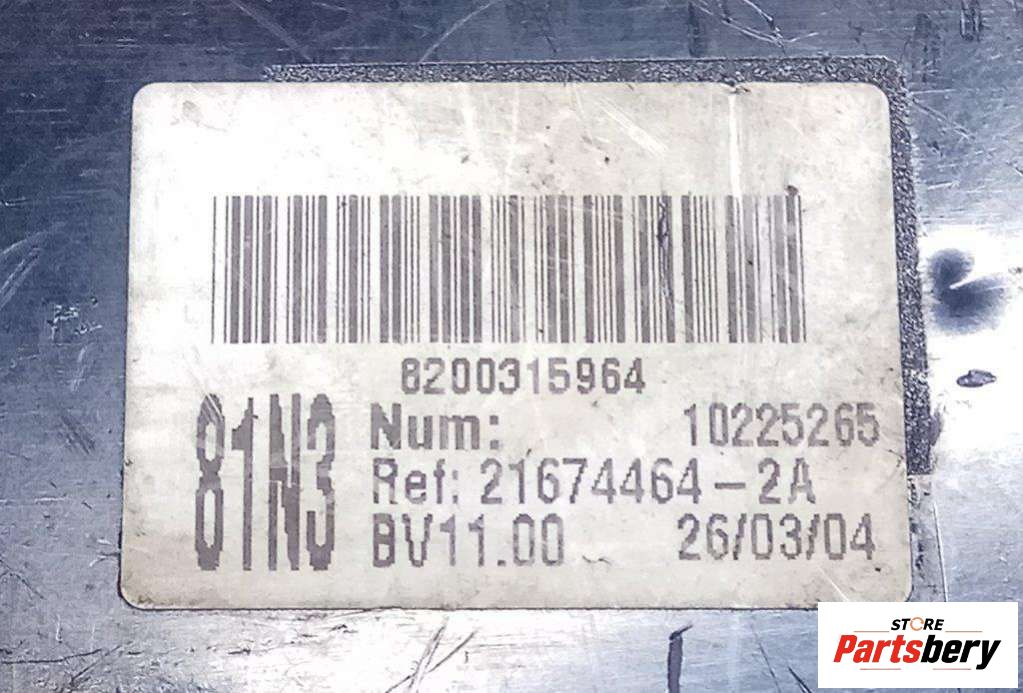 8200315964
81N3
Num: 10225265
Ref: 21674464-2A
BV11.00 26/03/04
STORE
Partsbery